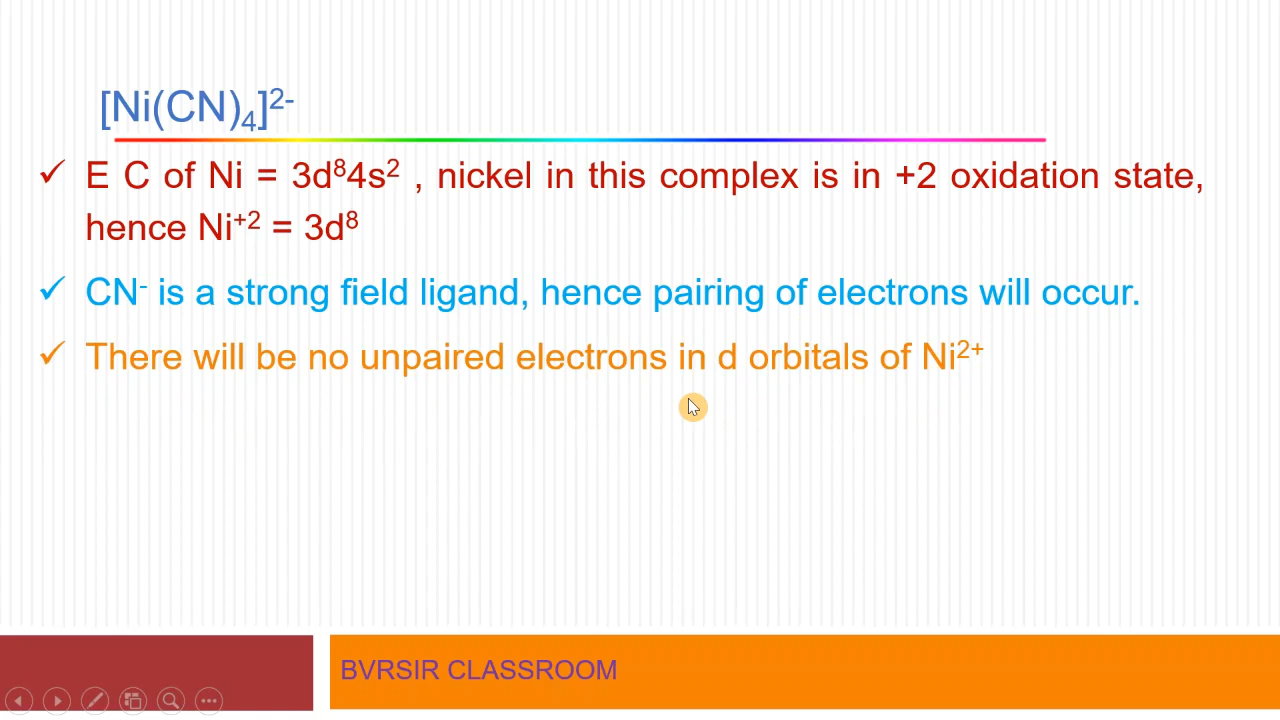 [Ni(CN)₄]²⁻
✓ E C of Ni = 3d⁸4s² , nickel in this complex is in +2 oxidation state,
hence Ni⁺² = 3d⁸
✓ CN⁻ is a strong field ligand, hence pairing of electrons will occur.
✓ There will be no unpaired electrons in d orbitals of Ni²⁺
BVRSIR CLASSROOM